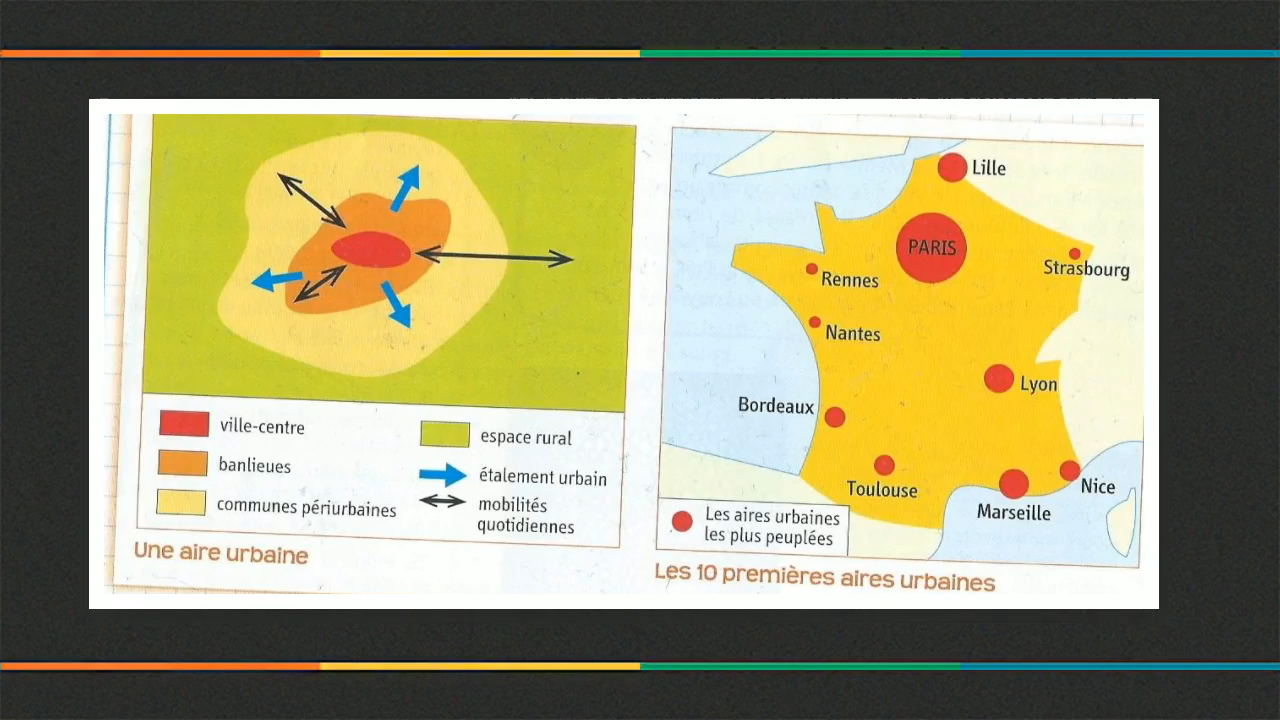 ville-centre
banlieues
communes périurbaines
espace rural
étalement urbain
mobilités
quotidiennes
Une aire urbaine
Lille
PARIS
Strasbourg
Rennes
Nantes
Lyon
Bordeaux
Toulouse
Nice
Marseille
Les aires urbaines
les plus peuplées
Les 10 premières aires urbaines